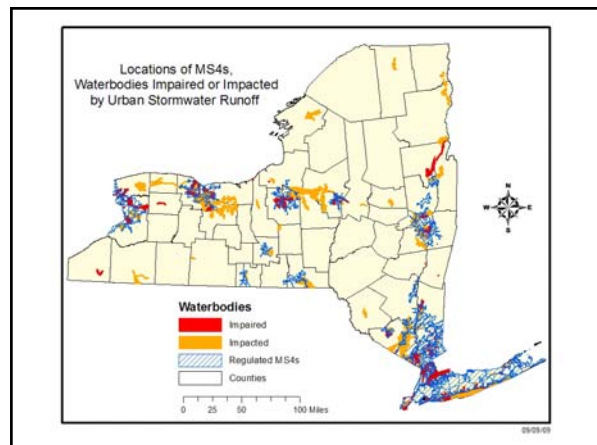 Locations of MS4s,
Waterbodies Impaired or Impacted
by Urban Stormwater Runoff
N
W E
S
Waterbodies
Impaired
Impacted
Regulated MS4s
Counties
0 25 50 100 Miles
09/09/09